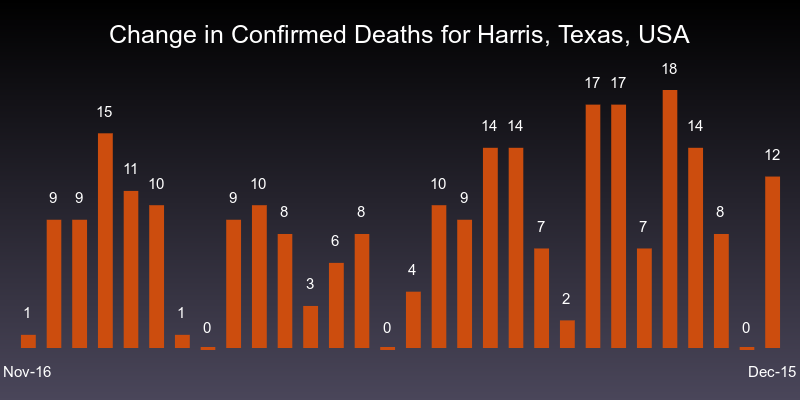 Change in Confirmed Deaths for Harris, Texas, USA
1 9 9 15 11 10 1 0 9 10 8 3 6 8 0 4 10 9 14 14 7 2 17 17 7 18 14 8 0 12
Nov-16 Dec-15